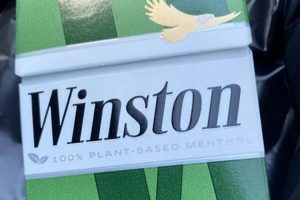 Winston
100% PLANT-BASED MENTHOL